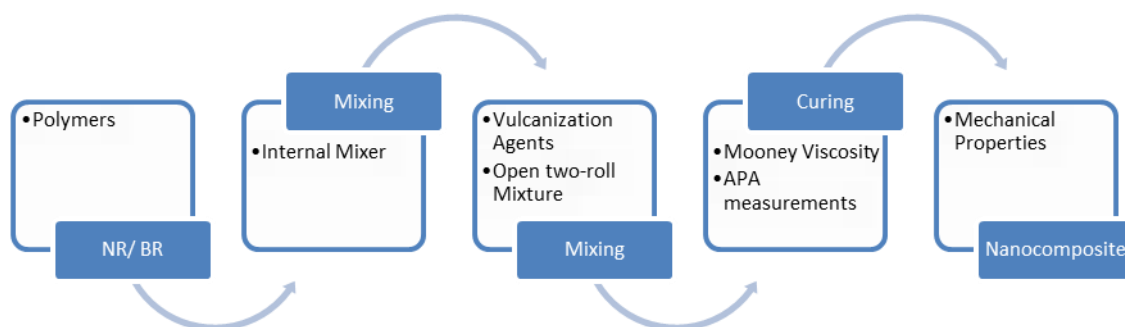 •Polymers
NR/ BR
Mixing
•Internal Mixer
•Vulcanization
Agents
•Open two-roll
Mixture
Mixing
Curing
•Mooney Viscosity
•APA
measurements
•Mechanical
Properties
Nanocomposite